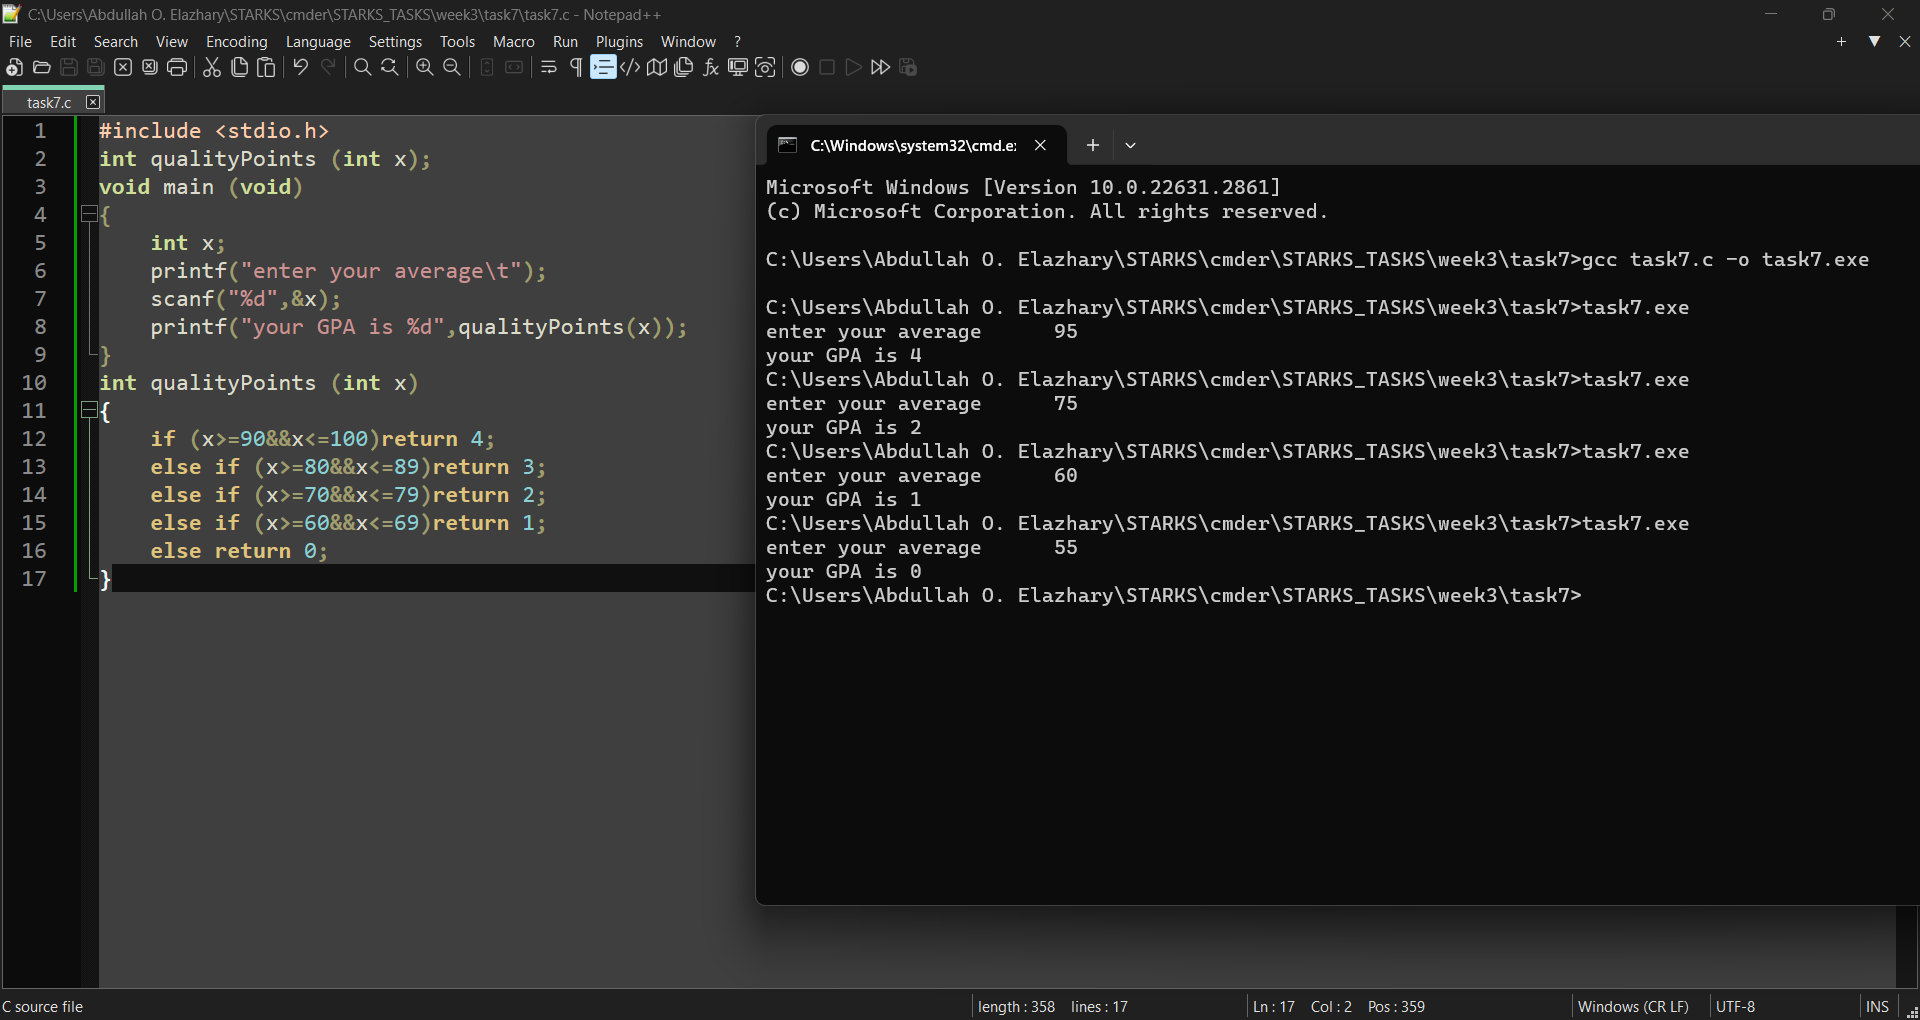 C:\Users\Abdullah O. Elazhary\STARKS\cmder\STARKS_TASKS\week3\task7\task7.c - Notepad++
File Edit Search View Encoding Language Settings Tools Macro Run Plugins Window ?
task7.c
1 #include <stdio.h>
2 int qualityPoints (int x);
3 void main (void)
4 {
5 int x;
6 printf("enter your average\t");
7 scanf("%d",&x);
8 printf("your GPA is %d",qualityPoints(x));
9 }
10 int qualityPoints (int x)
11 {
12 if (x>=90&&x<=100)return 4;
13 else if (x>=80&&x<=89)return 3;
14 else if (x>=70&&x<=79)return 2;
15 else if (x>=60&&x<=69)return 1;
16 else return 0;
17 }
C:\Windows\system32\cmd.e
Microsoft Windows [Version 10.0.22631.2861]
(c) Microsoft Corporation. All rights reserved.
C:\Users\Abdullah O. Elazhary\STARKS\cmder\STARKS_TASKS\week3\task7>gcc task7.c -o task7.exe
C:\Users\Abdullah O. Elazhary\STARKS\cmder\STARKS_TASKS\week3\task7>task7.exe
enter your average 95
your GPA is 4
C:\Users\Abdullah O. Elazhary\STARKS\cmder\STARKS_TASKS\week3\task7>task7.exe
enter your average 75
your GPA is 2
C:\Users\Abdullah O. Elazhary\STARKS\cmder\STARKS_TASKS\week3\task7>task7.exe
enter your average 60
your GPA is 1
C:\Users\Abdullah O. Elazhary\STARKS\cmder\STARKS_TASKS\week3\task7>task7.exe
enter your average 55
your GPA is 0
C:\Users\Abdullah O. Elazhary\STARKS\cmder\STARKS_TASKS\week3\task7>
C source file length : 358 lines : 17 Ln : 17 Col : 2 Pos : 359 Windows (CR LF) UTF-8 INS